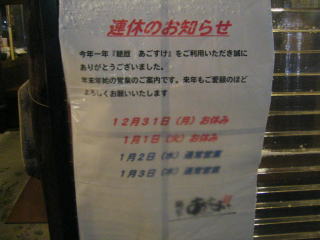 連休のお知らせ
今年一年『麺屋　あごすけ』をご利用いただき誠に
ありがとうございました。
年末年始の営業のご案内です。来年もご愛顧のほど
よろしくお願いいたします
12月31日（月）お休み
1月1日（火）お休み
1月2日（水）通常営業
1月3日（木）通常営業
あごすけ